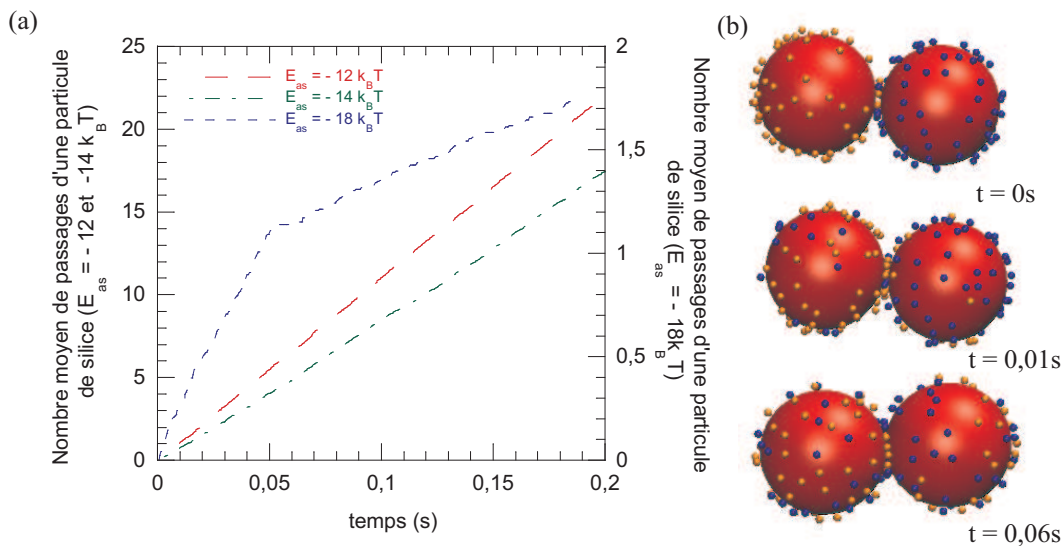 (a)
Nombre moyen de passages d'une particule
de silice (E_as = - 12 et -14 k_BT)
25
20
15
10
5
0
E_as = - 12 k_BT
E_as = - 14 k_BT
E_as = - 18 k_BT
2
1,5
1
0,5
0
Nombre moyen de passages d'une particule
de silice (E_as = - 18k_B T)
0
0,05
0,1
0,15
0,2
temps (s)
(b)
t = 0s
t = 0,01s
t = 0,06s